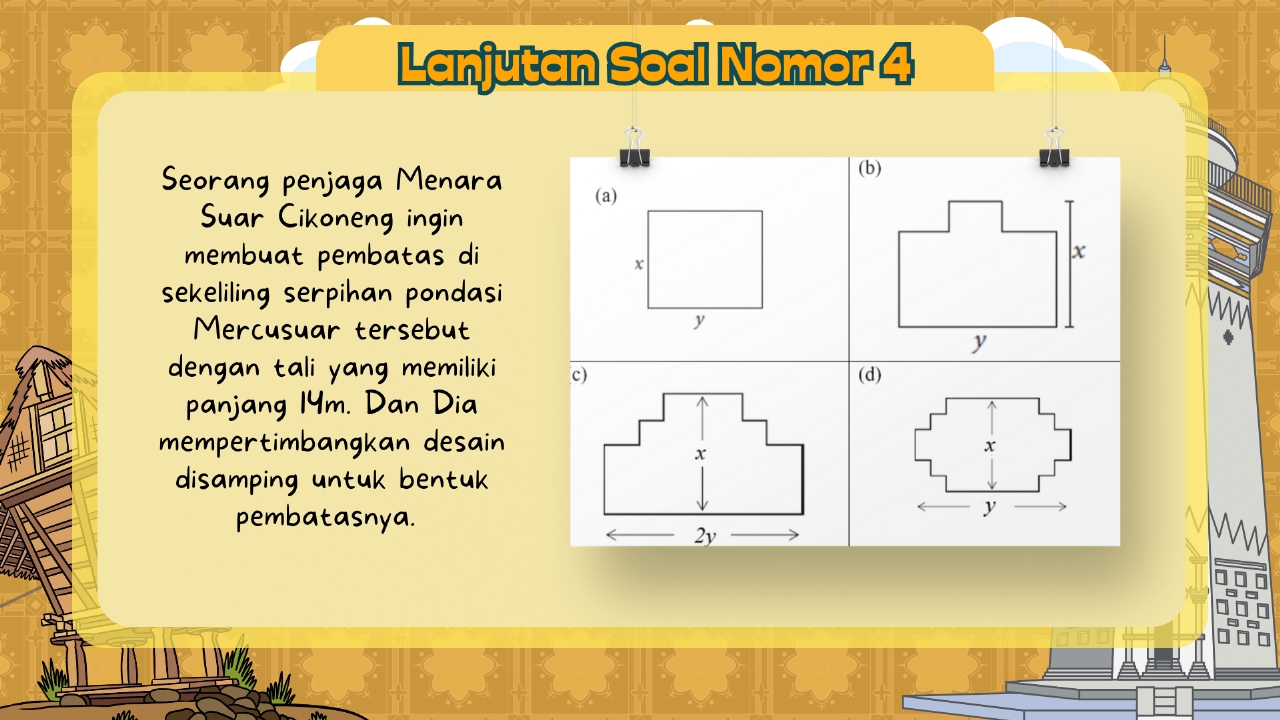 Lanjutan Soal Nomor 4
Seorang penjaga Menara
Suar Cikoneng ingin
membuat pembatas di
sekeliling serpihan pondasi
Mercusuar tersebut
dengan tali yang memiliki
panjang 14m. Dan Dia
mempertimbangkan desain
disamping untuk bentuk
pembatasnya.
(a)
x
y
(b)
x
y
(c)
x
2y
(d)
x
y